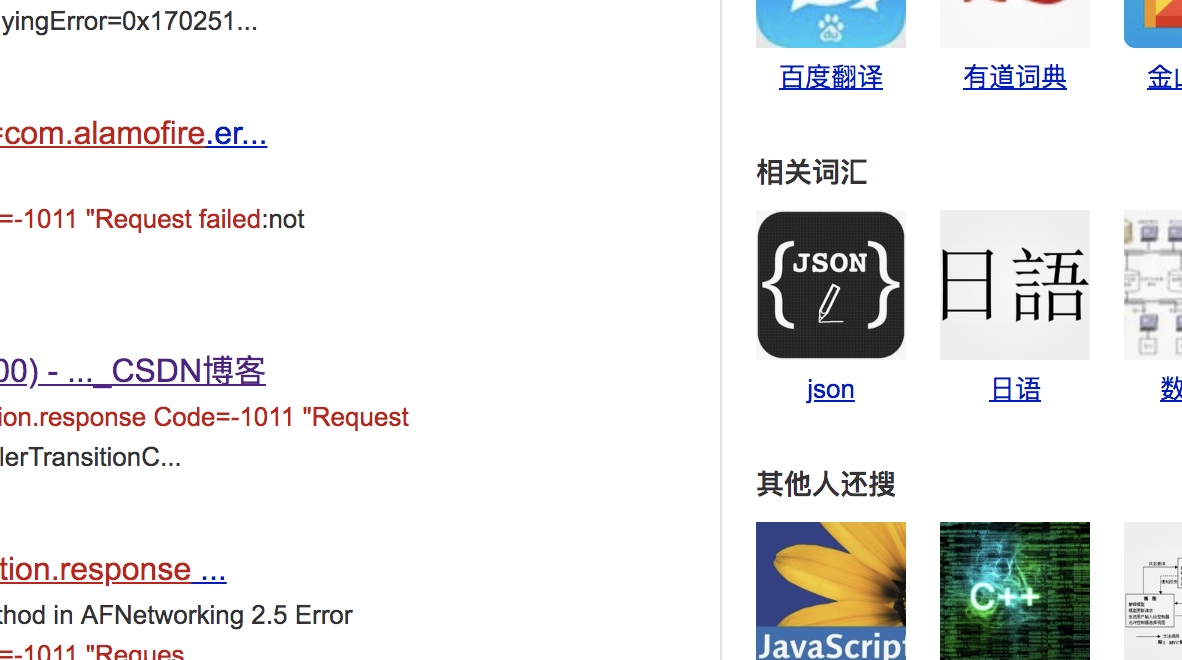 yingError=0x170251...
=com.alamofire.er...
=-1011 "Request failed:not
00) - ..._CSDN博客
ion.response Code=-1011 "Request
lerTransitionC...
tion.response ...
thod in AFNetworking 2.5 Error
=-1011 "Reques
百度翻译
有道词典
金山
相关词汇
JSON
日語
json
日语
数
其他人还搜
JavaScript
C++